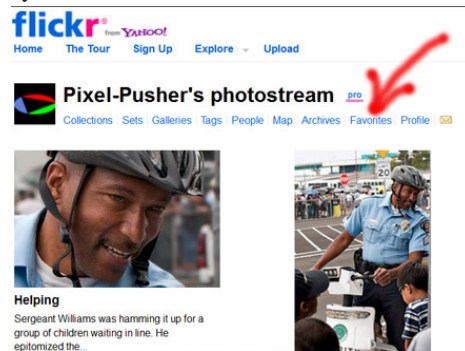 flickr from YAHOO!
Home The Tour Sign Up Explore Upload
Pixel-Pusher's photostream pro
Collections Sets Galleries Tags People Map Archives Favorites Profile
20
Helping
Sergeant Williams was hamming it up for a
group of children waiting in line. He
epitomized the...